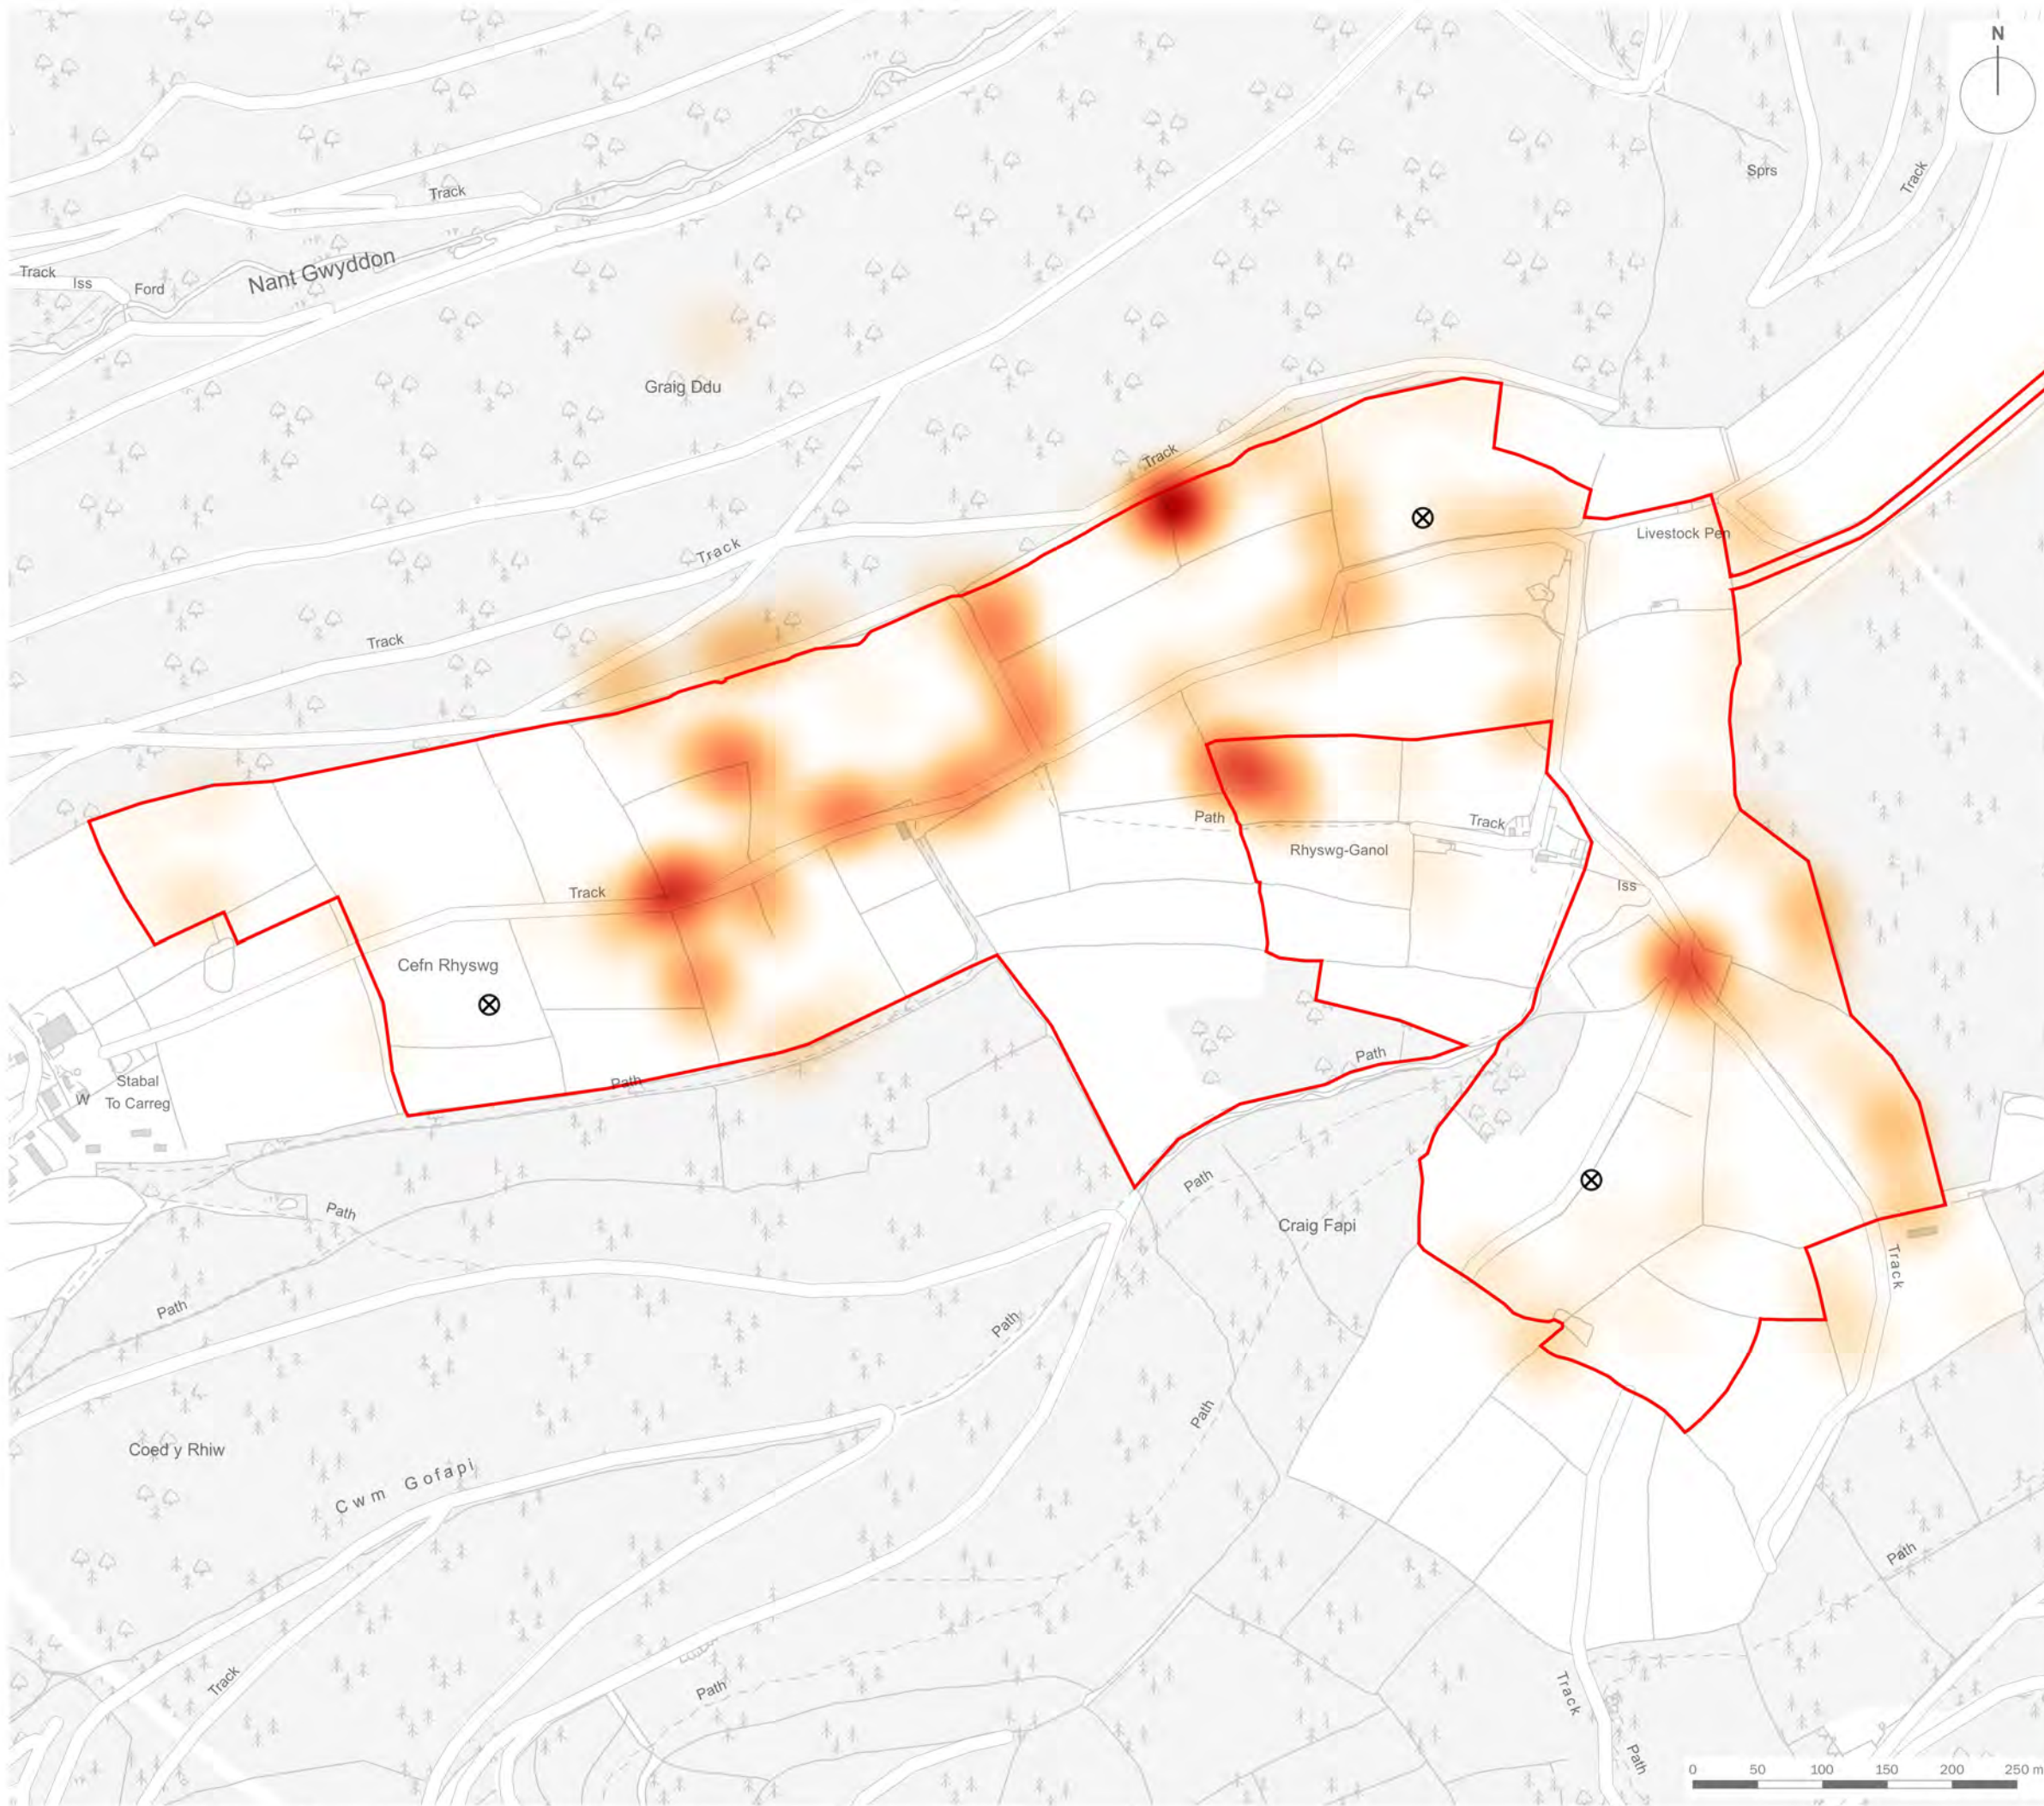 N
Sprs
Track
Track
Nant Gwyddon
Track
Iss
Ford
Graig Ddu
Track
Livestock Pen
Track
Track
Path
Track
Rhyswg-Ganol
Iss
Track
Cefn Rhyswg
Path
Path
Stabal
To Carreg
W
Path
Path
Craig Fapi
Track
Path
Path
Path
Coed y Rhiw
Cwm Gofapi
Path
Track
Path
Track
Path
0 50 100 150 200 250 m